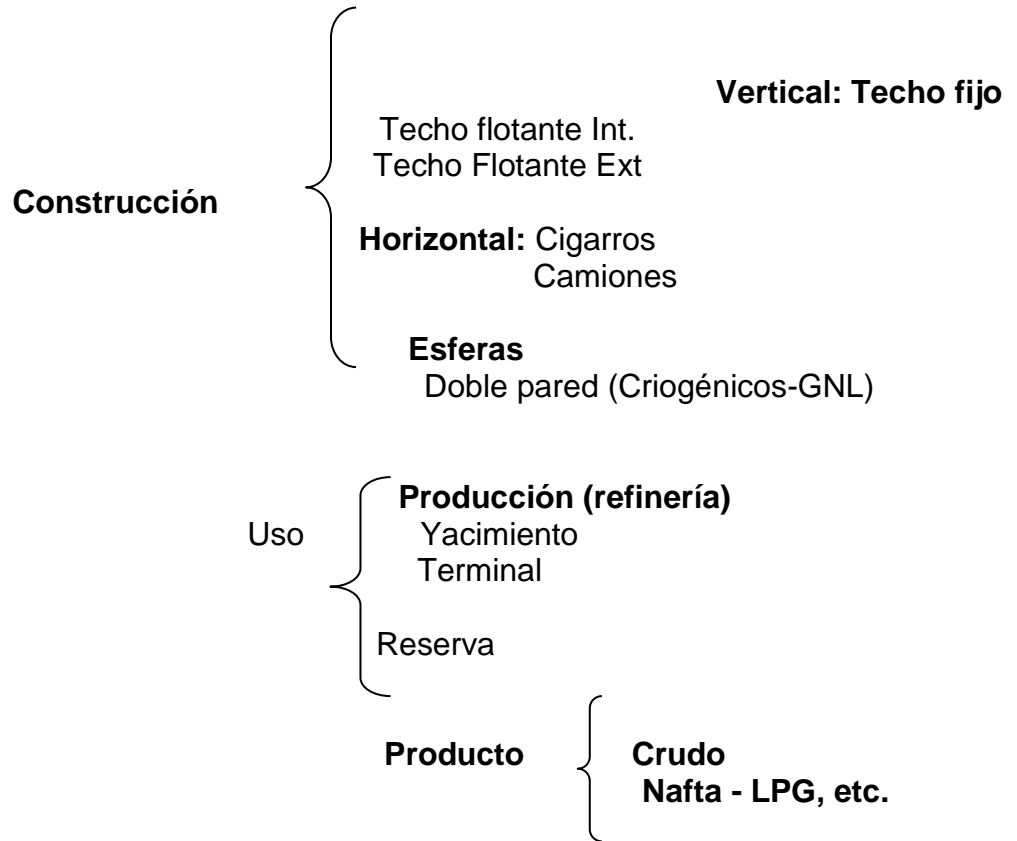 Vertical: Techo fijo
Techo flotante Int.
Techo Flotante Ext
Construcción
Horizontal: Cigarros
Camiones
Esferas
Doble pared (Criogénicos-GNL)
Producción (refinería)
Uso
Yacimiento
Terminal
Reserva
Producto
Crudo
Nafta - LPG, etc.